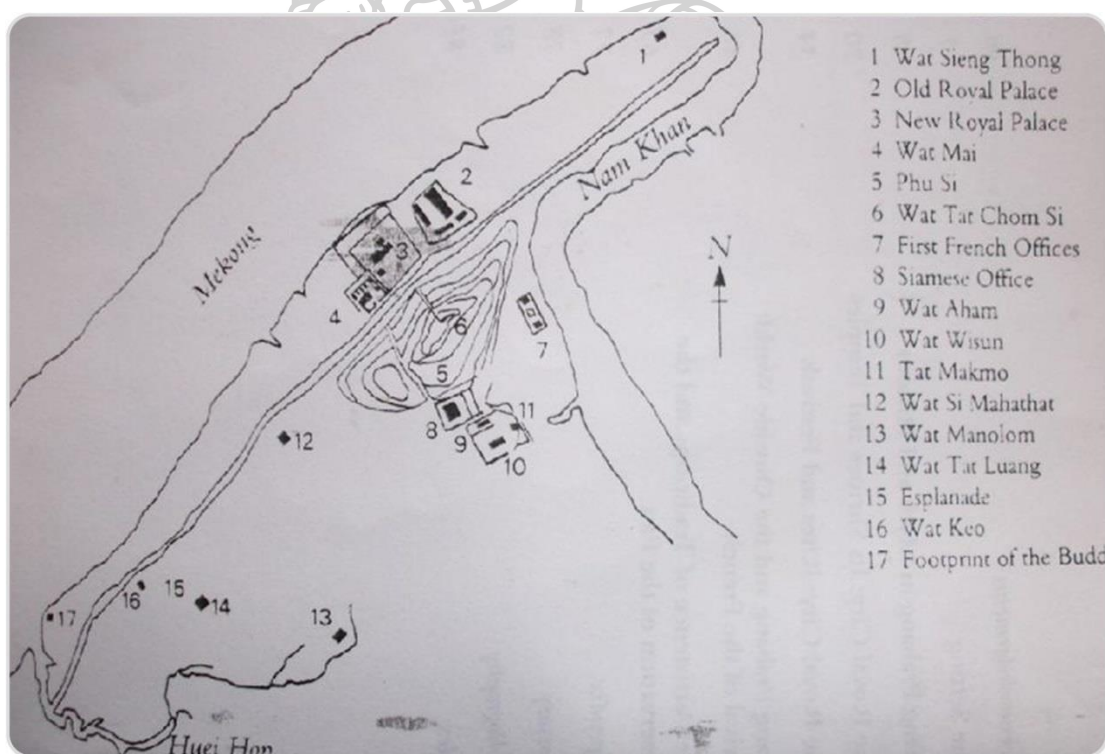 1 Wat Sieng Thong
2 Old Royal Palace
3 New Royal Palace
4 Wat Mai
5 Phu Si
6 Wat Tat Chom Si
7 First French Offices
8 Siamese Office
9 Wat Aham
10 Wat Wisun
11 Tat Makmo
12 Wat Si Mahathat
13 Wat Manolom
14 Wat Tat Luang
15 Esplanade
16 Wat Keo
17 Footprint of the Budd
1
Nam Khan
2
Mekong
3
N
4
6
7
5
11
8
9
10
12
15
16
14
13
17
Huei Hop